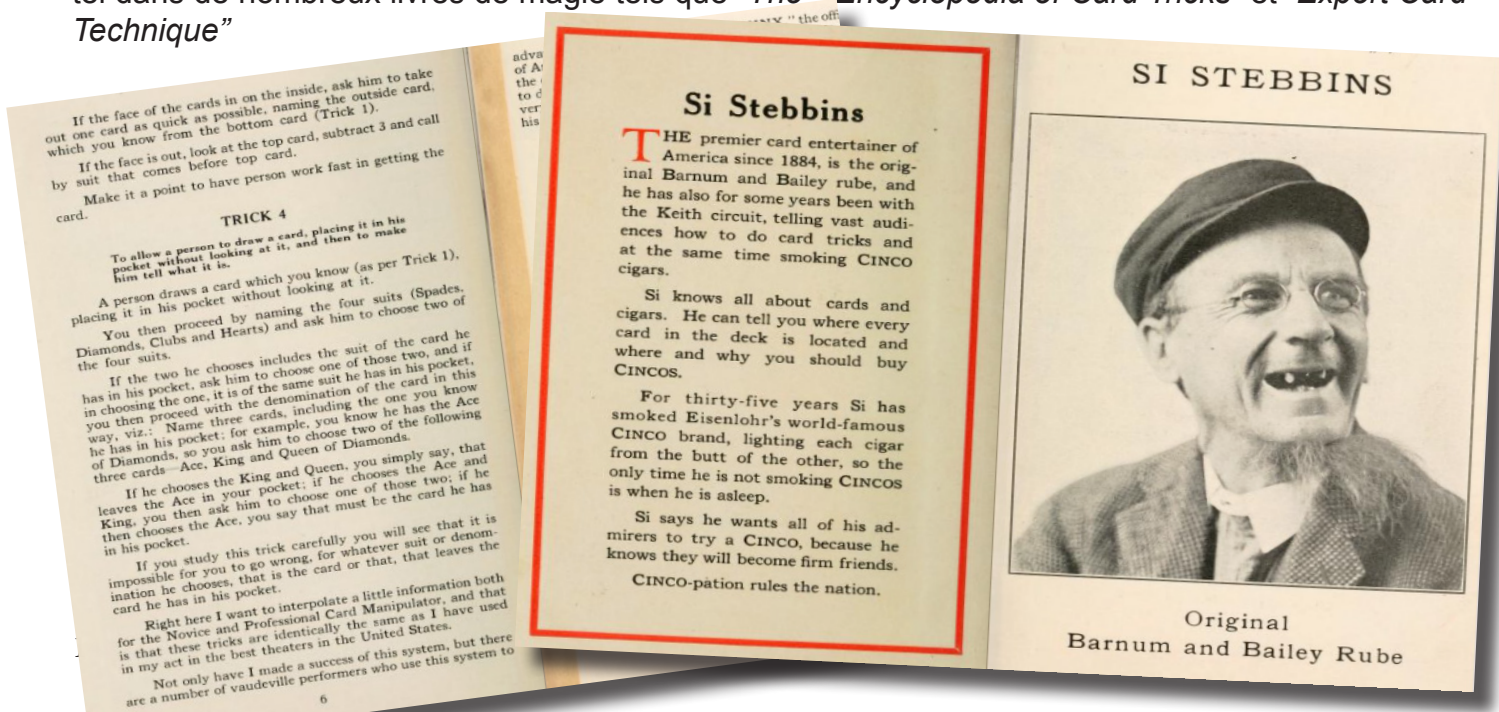 tel dans de nombreux livres de magie tels que "The Encyclopedia of Card Tricks" et "Expert Card
Technique"
If the face of the cards in on the inside, ask him to take
out one card as quick as possible, naming the outside card,
which you know from the bottom card (Trick 1).
If the face is out, look at the top card, subtract 3 and call
by suit that comes before top card.
Make it a point to have person work fast in getting the
card.
TRICK 4
To allow a person to draw a card, placing it in his
pocket without looking at it, and then to make
him tell what it is.
A person draws a card which you know (as per Trick 1),
placing it in his pocket without looking at it.
You then proceed by naming the four suits (Spades,
Diamonds, Clubs and Hearts) and ask him to choose two of
the four suits.
If the two he chooses includes the suit of the card he
has in his pocket, ask him to choose one of those two, and if
in choosing the one, it is of the same suit he has in his pocket,
you then proceed with the denomination of the card in this
way, viz.: Name three cards, including the one you know
he has in his pocket; for example, you know he has the Ace
of Diamonds, so you ask him to choose two of the following
three cards—Ace, King and Queen of Diamonds.
If he chooses the King and Queen, you simply say, that
leaves the Ace in your pocket; if he chooses the Ace and
King, you then ask him to choose one of those two; if he
then chooses the Ace, you say that must be the card he has
in his pocket.
If you study this trick carefully you will see that it is
impossible for you to go wrong, for whatever suit or denom-
ination he chooses, that is the card or that, that leaves the
card he has in his pocket.
Right here I want to interpolate a little information both
for the Novice and Professional Card Manipulator, and that
is that these tricks are identically the same as I have used
in my act in the best theaters in the United States.
Not only have I made a success of this system, but there
are a number of vaudeville performers who use this system to
6
" the offi
adva
of A
the
to d
ver
his
Si Stebbins
THE premier card entertainer of
America since 1884, is the orig-
inal Barnum and Bailey rube, and
he has also for some years been with
the Keith circuit, telling vast audi-
ences how to do card tricks and
at the same time smoking CINCO
cigars.
Si knows all about cards and
cigars. He can tell you where every
card in the deck is located and
where and why you should buy
CINCOS.
For thirty-five years Si has
smoked Eisenlohr's world-famous
CINCO brand, lighting each cigar
from the butt of the other, so the
only time he is not smoking CINCOS
is when he is asleep.
Si says he wants all of his ad-
mirers to try a CINCO, because he
knows they will become firm friends.
CINCO-pation rules the nation.
SI STEBBINS
Original
Barnum and Bailey Rube